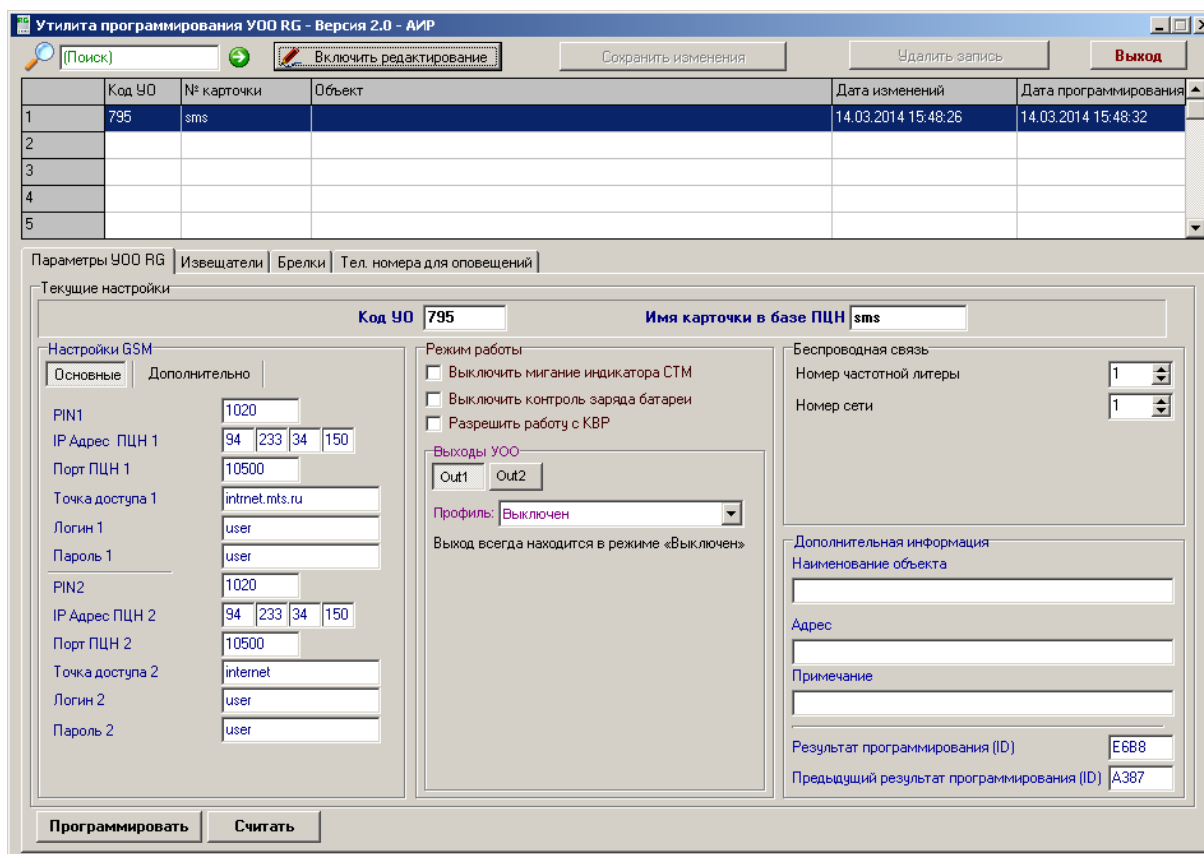 Утилита программирования УОО RG - Версия 2.0 - АИР
(Поиск) Включить редактирование Сохранить изменения Удалить запись Выход
Код УО № карточки Объект Дата изменений Дата программирования
1 795 sms 14.03.2014 15:48:26 14.03.2014 15:48:32
2
3
4
5
Параметры УОО RG Извещатели Брелки Тел. номера для оповещений
Текущие настройки
Код УО 795 Имя карточки в базе ПЦН sms
Настройки GSM
Основные Дополнительно
PIN1 1020
IP Адрес ПЦН 1 94 233 34 150
Порт ПЦН 1 10500
Точка доступа 1 intrnet.mts.ru
Логин 1 user
Пароль 1 user
PIN2 1020
IP Адрес ПЦН 2 94 233 34 150
Порт ПЦН 2 10500
Точка доступа 2 internet
Логин 2 user
Пароль 2 user
Режим работы
Выключить мигание индикатора СТМ
Выключить контроль заряда батареи
Разрешить работу с КВР
Выходы УОО
Out1 Out2
Профиль: Выключен
Выход всегда находится в режиме «Выключен»
Беспроводная связь
Номер частотной литеры 1
Номер сети 1
Дополнительная информация
Наименование объекта
Адрес
Примечание
Результат программирования (ID) E6B8
Предыдущий результат программирования (ID) A387
Программировать Считать